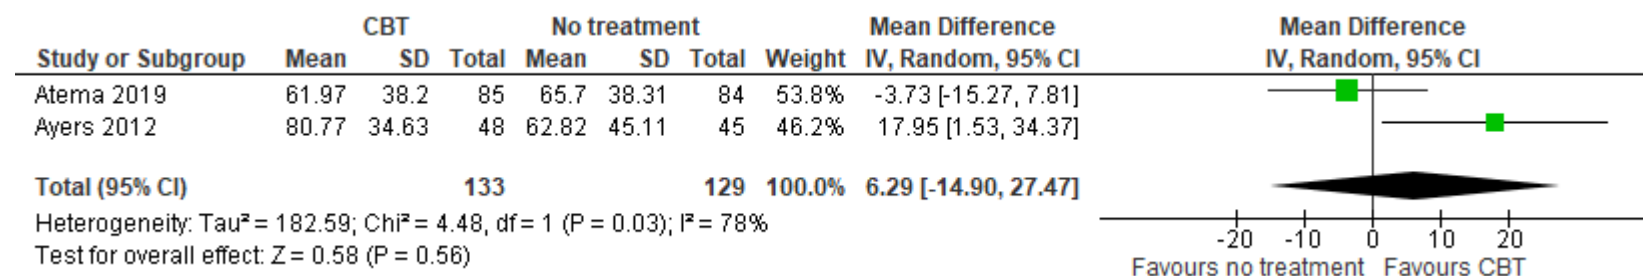 CBT No treatment Mean Difference Mean Difference
Study or Subgroup Mean SD Total Mean SD Total Weight IV, Random, 95% CI IV, Random, 95% CI
Atema 2019 61.97 38.2 85 65.7 38.31 84 53.8% -3.73 [-15.27, 7.81]
Ayers 2012 80.77 34.63 48 62.82 45.11 45 46.2% 17.95 [1.53, 34.37]
Total (95% CI) 133 129 100.0% 6.29 [-14.90, 27.47]
Heterogeneity: Tau² = 182.59; Chi² = 4.48, df = 1 (P = 0.03); I² = 78%
Test for overall effect: Z = 0.58 (P = 0.56)
-20 -10 0 10 20
Favours no treatment Favours CBT